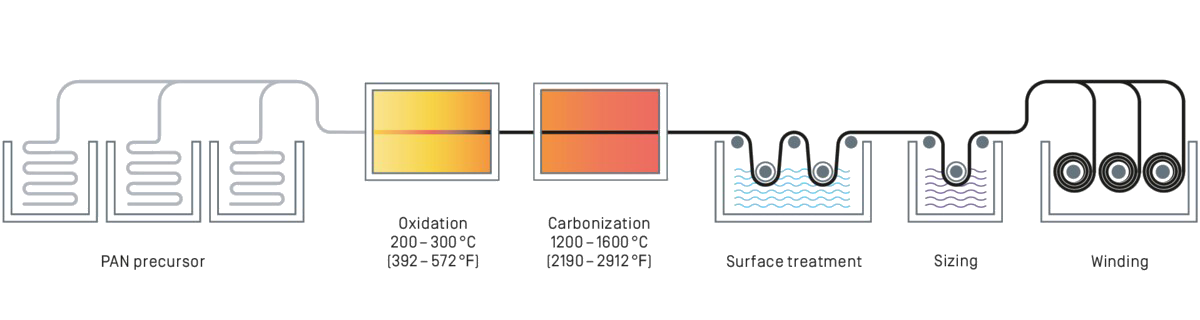 PAN precursor
Oxidation
200 – 300 °C
(392 – 572 °F)
Carbonization
1200 – 1600 °C
(2190 – 2912 °F)
Surface treatment
Sizing
Winding